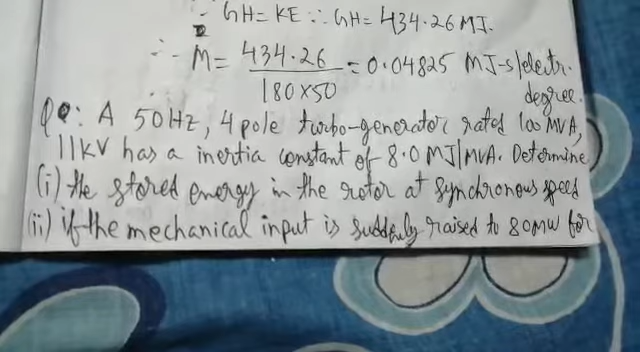 ∵ GH = KE ∴ GH = 434.26 MJ.
∴ M = 434.26 / 180×50 = 0.04825 MJ-s/electr. degree.
Q: A 50HZ, 4 pole turbo-generator rated 100 MVA,
11KV has a inertia constant of 8.0 MJ/MVA. Determine
(i) the stored energy in the rotor at synchronous speed
(ii) if the mechanical input is suddenly raised to 80MW for